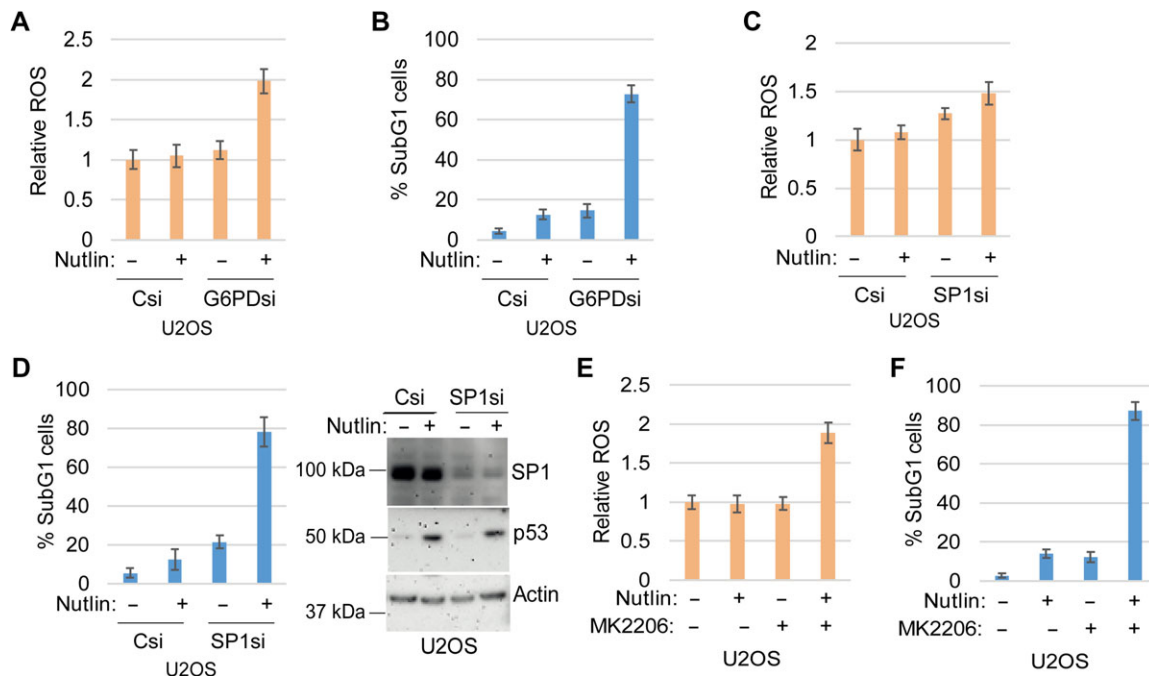 A
Relative ROS
2.5
2
1.5
1
0.5
0
Nutlin: – + – +
Csi G6PDsi
U2OS
B
% SubG1 cells
100
80
60
40
20
0
Nutlin: – + – +
Csi G6PDsi
U2OS
C
Relative ROS
2
1.5
1
0.5
0
Nutlin: – + – +
Csi SP1si
U2OS
D
% SubG1 cells
100
80
60
40
20
0
Nutlin: – + – +
Csi SP1si
U2OS
Csi SP1si
Nutlin: – + – +
100 kDa SP1
50 kDa p53
Actin
37 kDa
U2OS
E
Relative ROS
2.5
2
1.5
1
0.5
0
Nutlin: – + – +
MK2206: – – + +
U2OS
F
% SubG1 cells
100
80
60
40
20
0
Nutlin: – + – +
MK2206: – – + +
U2OS